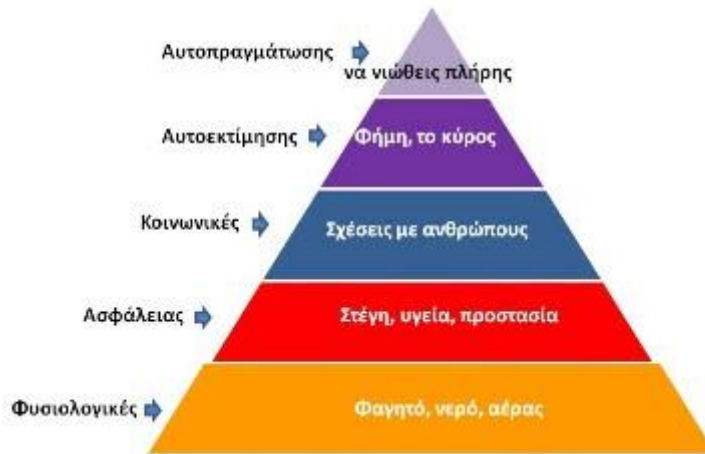 Αυτοπραγμάτωσης
να νιώθεις πλήρης
Αυτοεκτίμησης
Φήμη, το κύρος
Κοινωνικές
Σχέσεις με ανθρώπους
Ασφάλειας
Στέγη, υγεία, προστασία
Φυσιολογικές
Φαγητό, νερό, αέρας